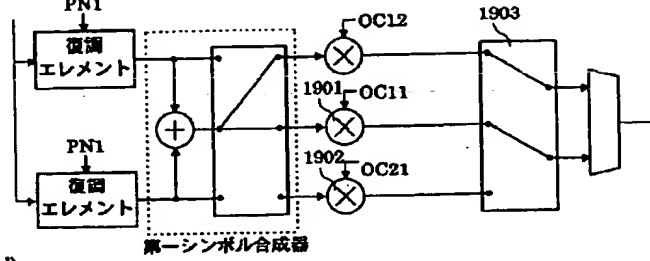 PN1
復調
エレメント
OC12
1903
OC11
1901
PN1
復調
エレメント
1902
OC21
第一シンボル合成器